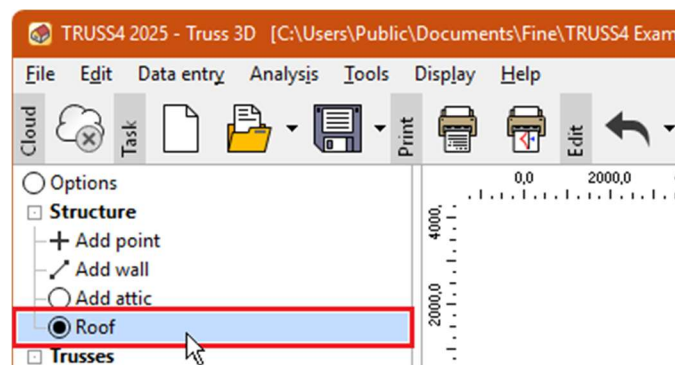 TRUSS4 2025 - Truss 3D [C:\Users\Public\Documents\Fine\TRUSS4 Exam
File Edit Data entry Analysis Tools Display Help
Cloud Task Print Edit
Options
0,0 2000,0
Structure
Add point
4000,
Add wall
Add attic
2000,0
Roof
Trusses